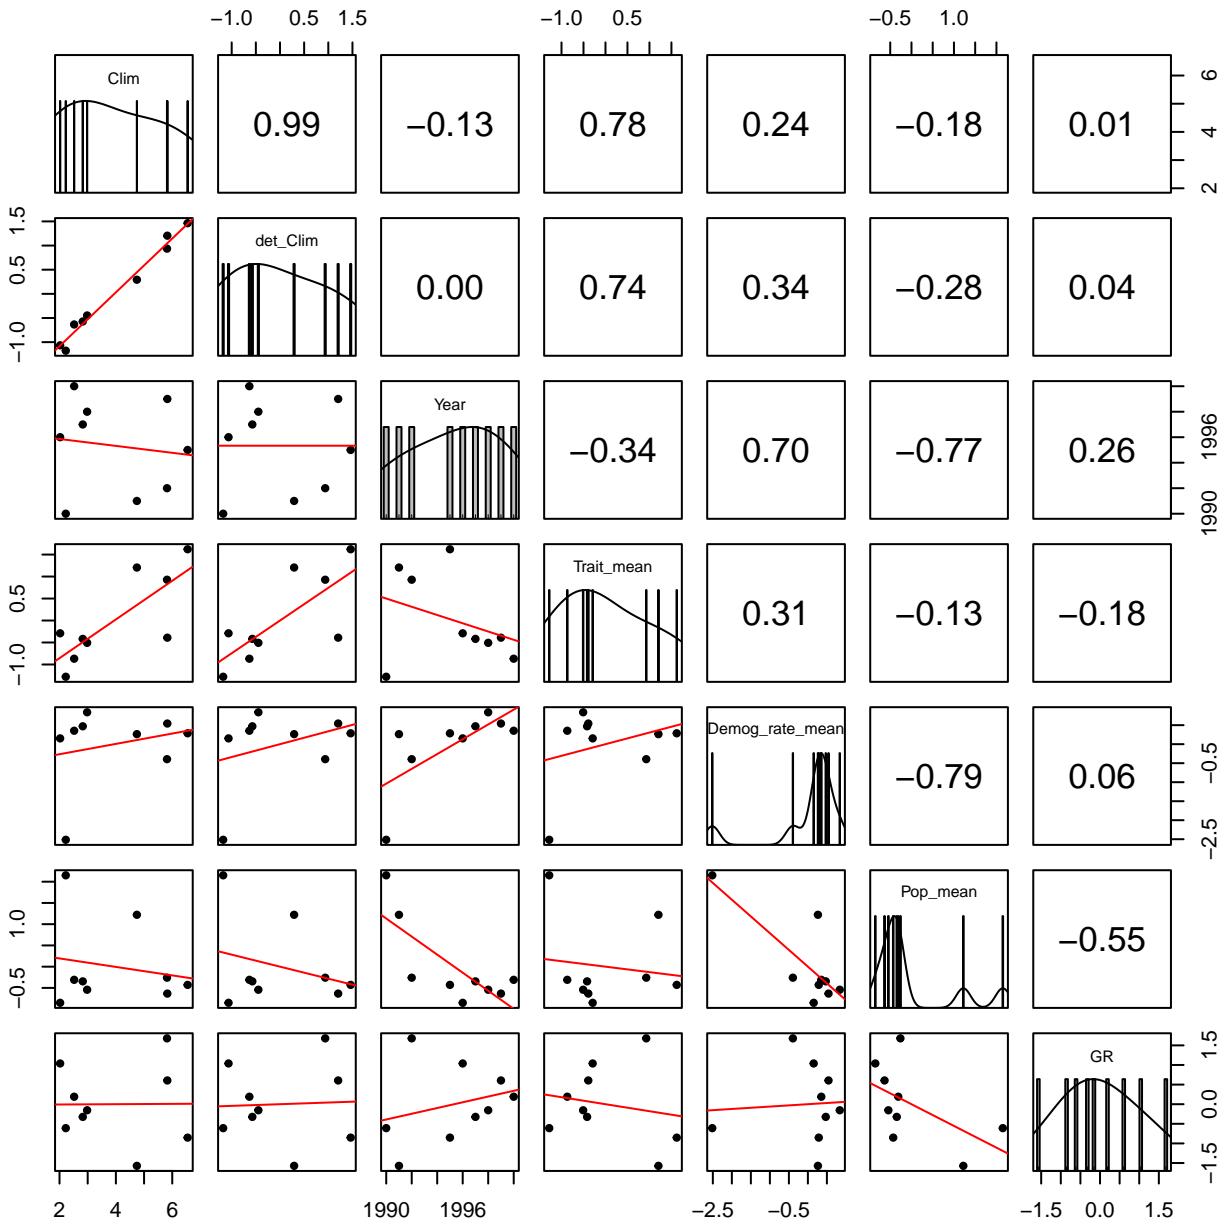 −1.0 0.5 1.5 −1.0 0.5 −0.5 1.0
Clim 0.99 −0.13 0.78 0.24 −0.18 0.01 2 4 6
−1.0 0.5 1.5 det_Clim 0.00 0.74 0.34 −0.28 0.04
Year −0.34 0.70 −0.77 0.26 1990 1996
−1.0 0.5 Trait_mean 0.31 −0.13 −0.18
Demog_rate_mean −0.79 0.06 −2.5 −0.5
−0.5 1.0 Pop_mean −0.55
GR −1.5 0.0 1.5
2 4 6 1990 1996 −2.5 −0.5 −1.5 0.0 1.5